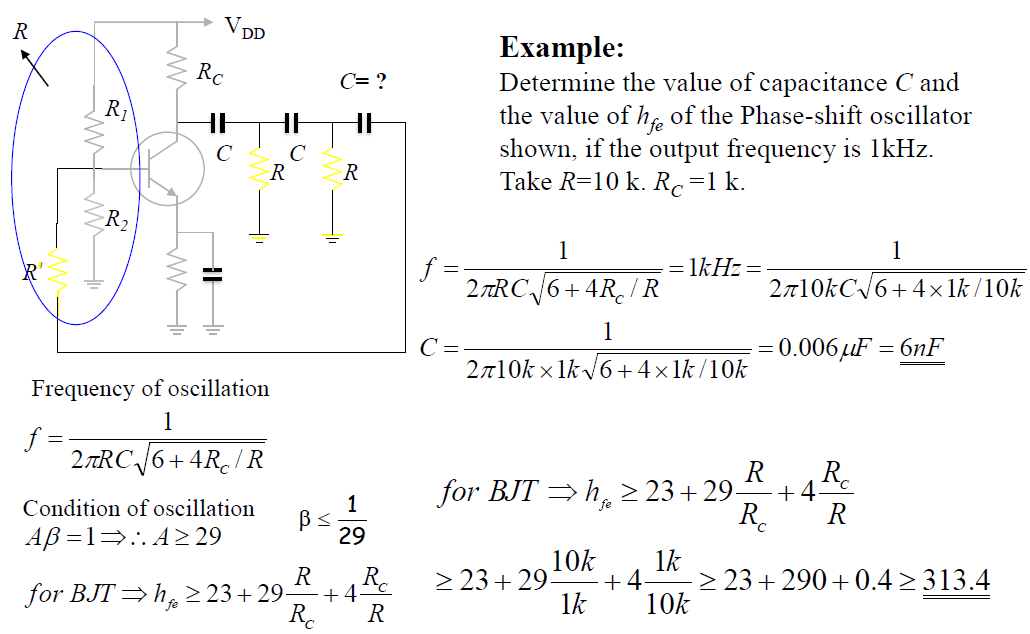 R
V_DD
R_C
C= ?
R_1
C
C
R
R
R_2
R'
Example:
Determine the value of capacitance C and
the value of h_fe of the Phase-shift oscillator
shown, if the output frequency is 1kHz.
Take R=10 k. R_C =1 k.
f = 1 / (2πRC√(6 + 4R_c / R)) = 1kHz = 1 / (2π10kC√(6 + 4×1k/10k))
C = 1 / (2π10k×1k√(6 + 4×1k/10k)) = 0.006μF = 6nF
Frequency of oscillation
f = 1 / (2πRC√(6 + 4R_c / R))
Condition of oscillation
Aβ = 1 ⇒ ∴ A ≥ 29
β ≤ 1/29
for BJT ⇒ h_fe ≥ 23 + 29 R/R_c + 4 R_C/R
for BJT ⇒ h_fe ≥ 23 + 29 R/R_c + 4 R_c/R
≥ 23 + 29 10k/1k + 4 1k/10k ≥ 23 + 290 + 0.4 ≥ 313.4